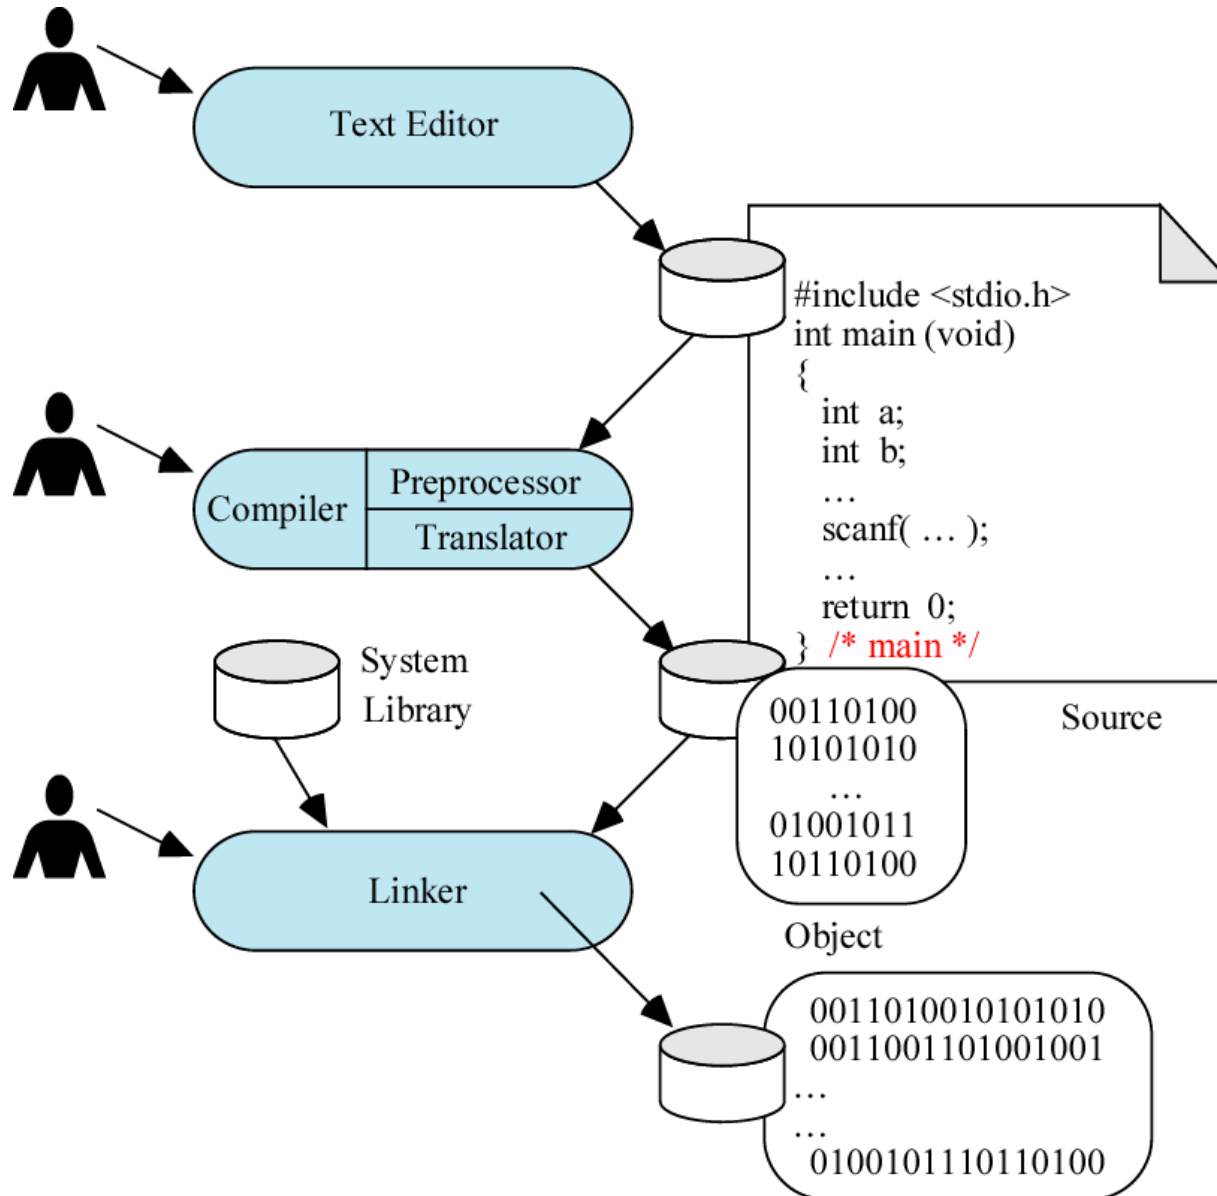 Text Editor
#include <stdio.h>
int main (void)
{
int a;
int b;
…
scanf( … );
…
return 0;
} /* main */
Source
Compiler
Preprocessor
Translator
System
Library
00110100
10101010
…
01001011
10110100
Object
Linker
0011010010101010
0011001101001001
…
…
0100101110110100